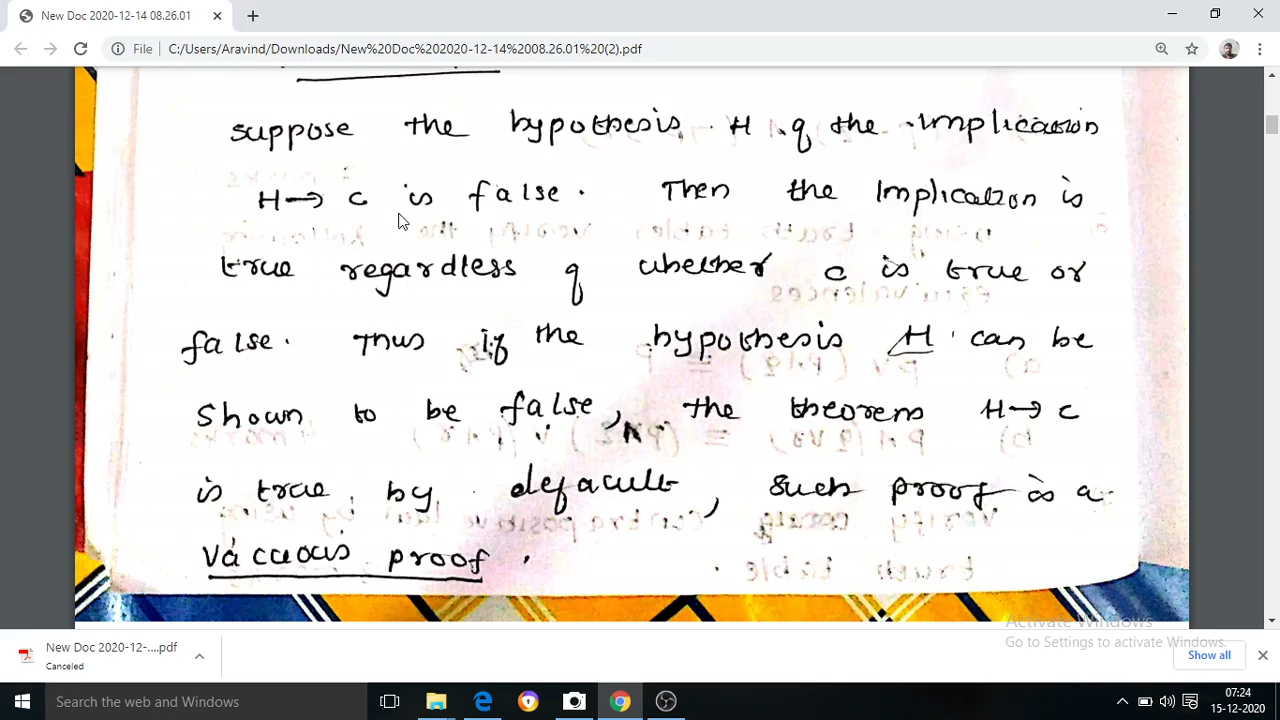 New Doc 2020-12-14 08.26.01
File | C:/Users/Aravind/Downloads/New%20Doc%202020-12-14%2008.26.01%20(2).pdf
suppose the hypothesis H of the implication
H→ c is false. Then the Implication is
true regardless of whether c is true or
false. Thus if the hypothesis H can be
Shown to be false, the theorem H→ c
is true by defacult, Such proof is a
Vacuous proof.
Activate Windows
Go to Settings to activate Windows.
New Doc 2020-12-....pdf
Canceled
Show all
Search the web and Windows
07:24
15-12-2020